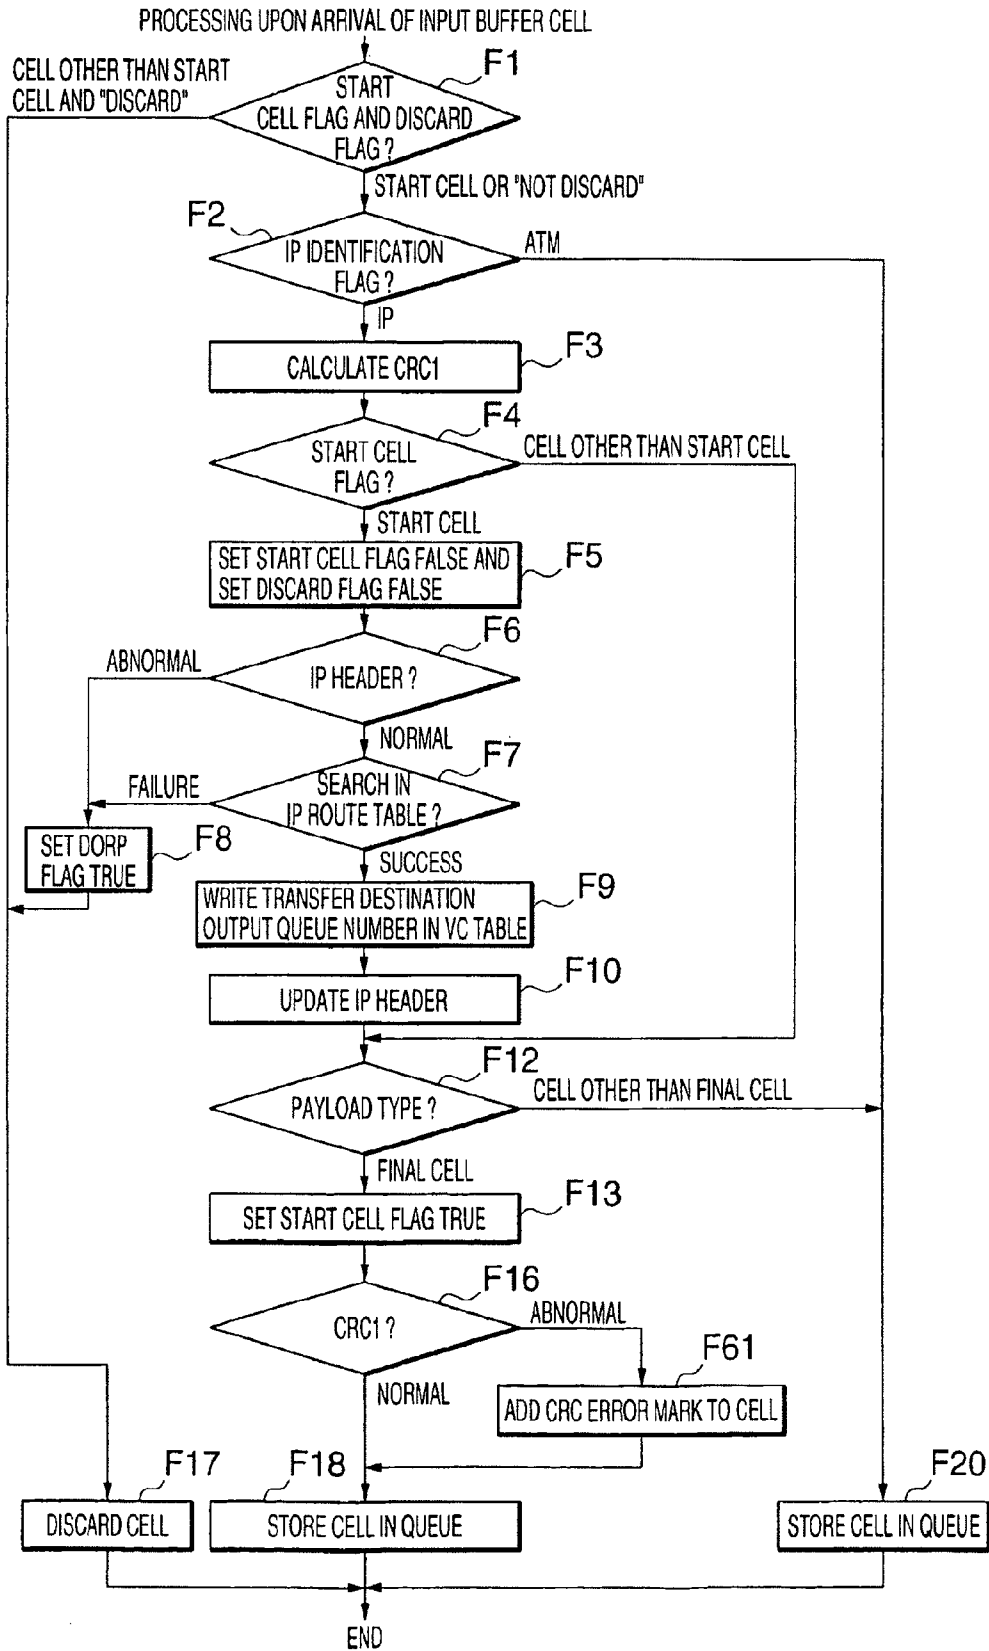 PROCESSING UPON ARRIVAL OF INPUT BUFFER CELL
F1
CELL OTHER THAN START
CELL AND "DISCARD"
START
CELL FLAG AND DISCARD
FLAG ?
START CELL OR "NOT DISCARD"
F2
IP IDENTIFICATION
FLAG ?
ATM
IP
F3
CALCULATE CRC1
F4
START CELL
FLAG ?
CELL OTHER THAN START CELL
START CELL
F5
SET START CELL FLAG FALSE AND
SET DISCARD FLAG FALSE
F6
ABNORMAL
IP HEADER ?
NORMAL
F7
FAILURE
SEARCH IN
IP ROUTE TABLE ?
F8
SET DORP
FLAG TRUE
SUCCESS
F9
WRITE TRANSFER DESTINATION
OUTPUT QUEUE NUMBER IN VC TABLE
F10
UPDATE IP HEADER
F12
PAYLOAD TYPE ?
CELL OTHER THAN FINAL CELL
FINAL CELL
F13
SET START CELL FLAG TRUE
F16
CRC1 ?
ABNORMAL
NORMAL
F61
ADD CRC ERROR MARK TO CELL
F17
DISCARD CELL
F18
STORE CELL IN QUEUE
F20
STORE CELL IN QUEUE
END